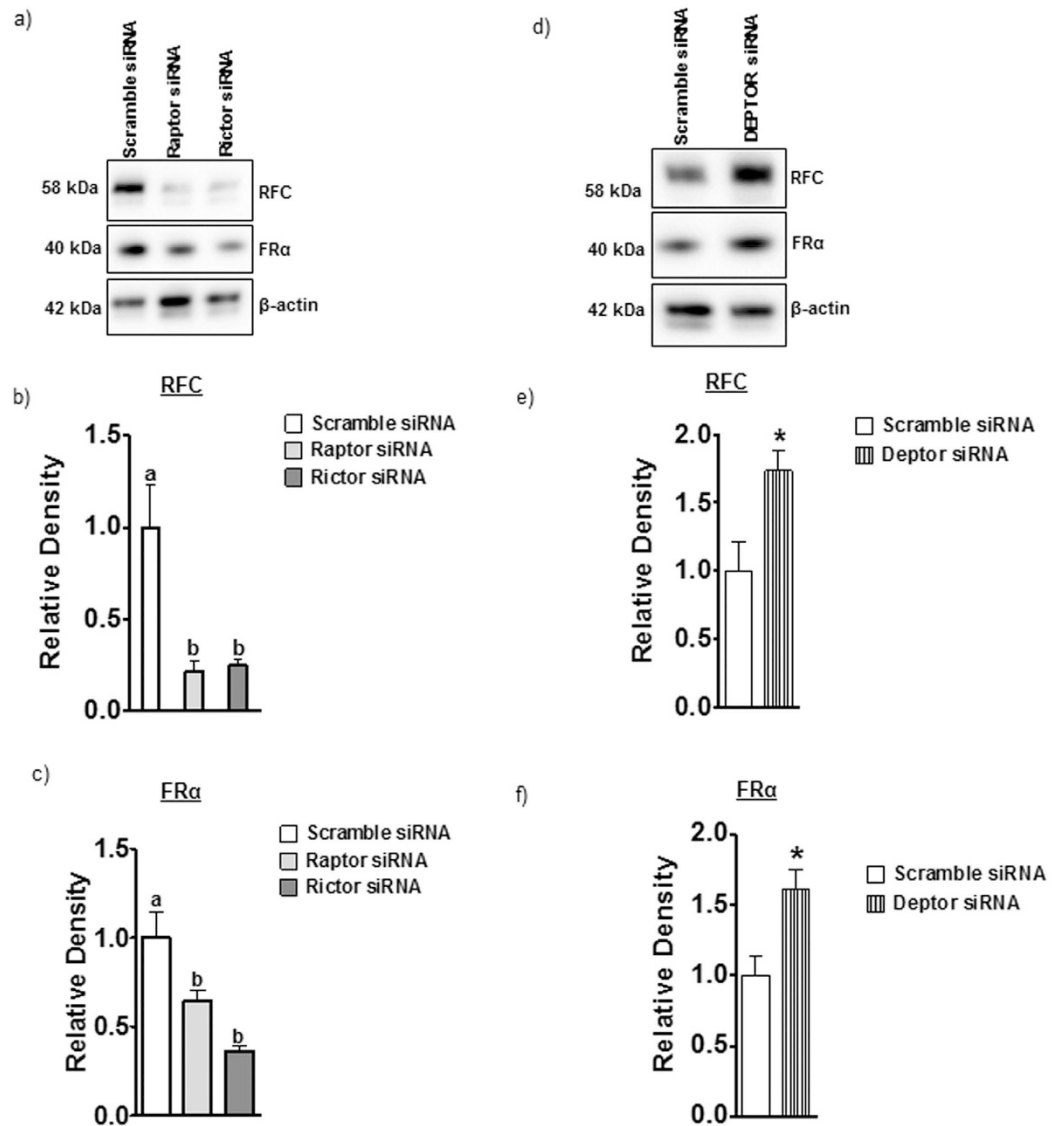 a)
Scramble siRNA
Raptor siRNA
Rictor siRNA
58 kDa
RFC
40 kDa
FRα
42 kDa
β-actin
d)
Scramble siRNA
DEPTOR siRNA
58 kDa
RFC
40 kDa
FRα
42 kDa
β-actin
b)
RFC
Scramble siRNA
Raptor siRNA
Rictor siRNA
Relative Density
1.5
1.0
0.5
0.0
a
b
b
e)
RFC
Scramble siRNA
Deptor siRNA
Relative Density
2.0
1.5
1.0
0.5
0.0
*
c)
FRα
Scramble siRNA
Raptor siRNA
Rictor siRNA
Relative Density
1.5
1.0
0.5
0.0
a
b
b
f)
FRα
Scramble siRNA
Deptor siRNA
Relative Density
2.0
1.5
1.0
0.5
0.0
*